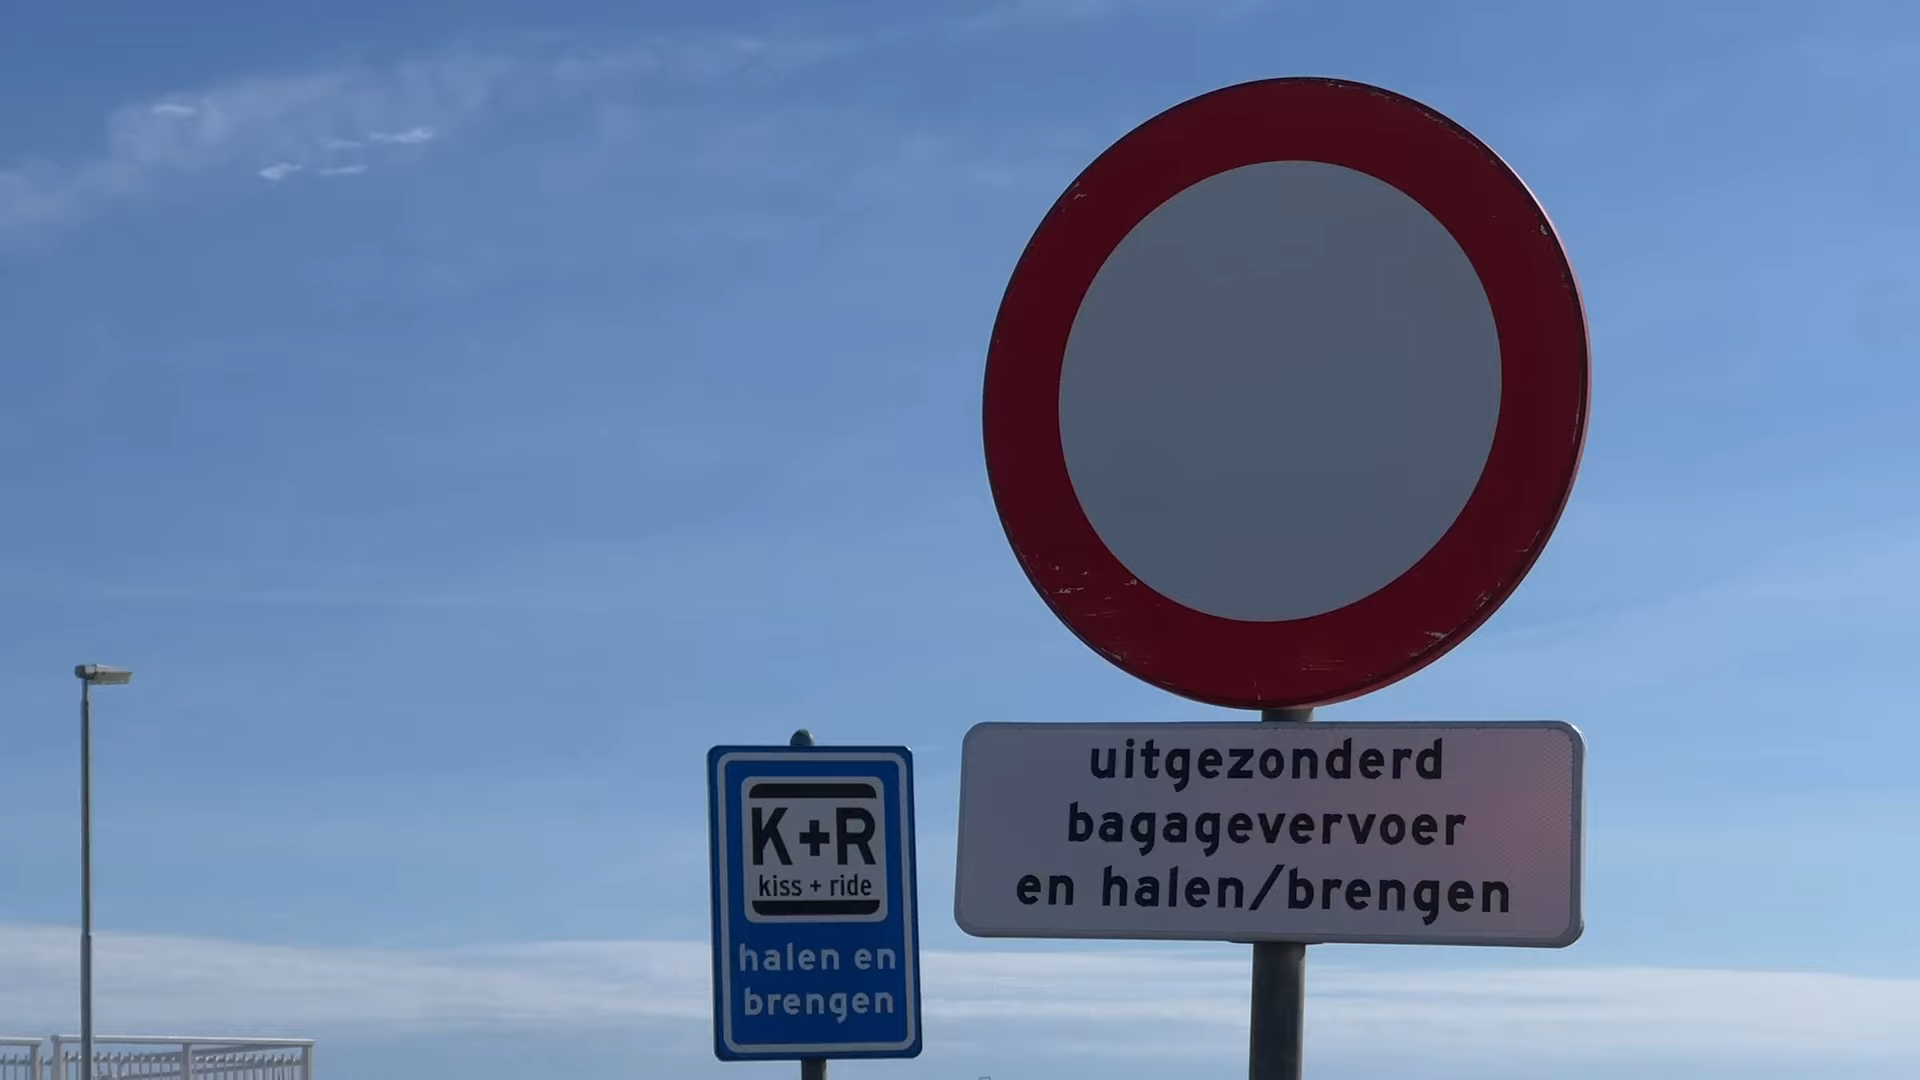 K+R
kiss + ride
halen en
brengen
uitgezonderd
bagagevervoer
en halen/brengen